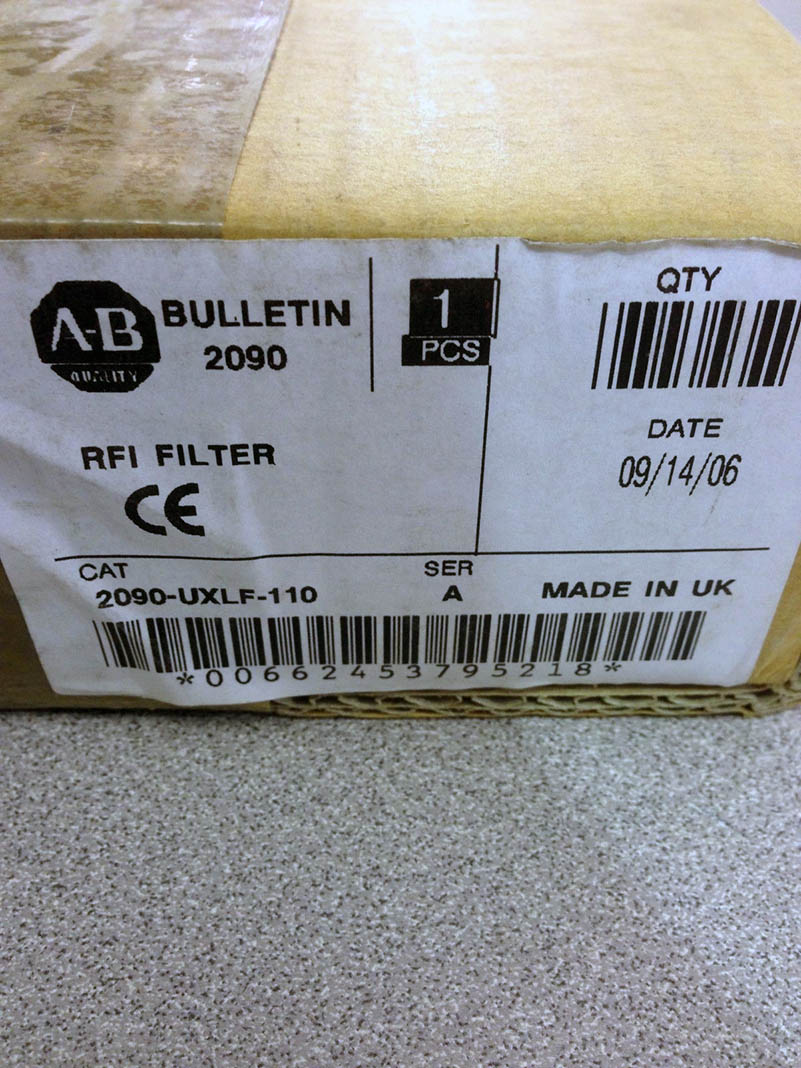 A-B
QUALITY
BULLETIN
2090
1
PCS
QTY
DATE
09/14/06
RFI FILTER
CE
CAT
2090-UXLF-110
SER
A
MADE IN UK
*00662453795218*